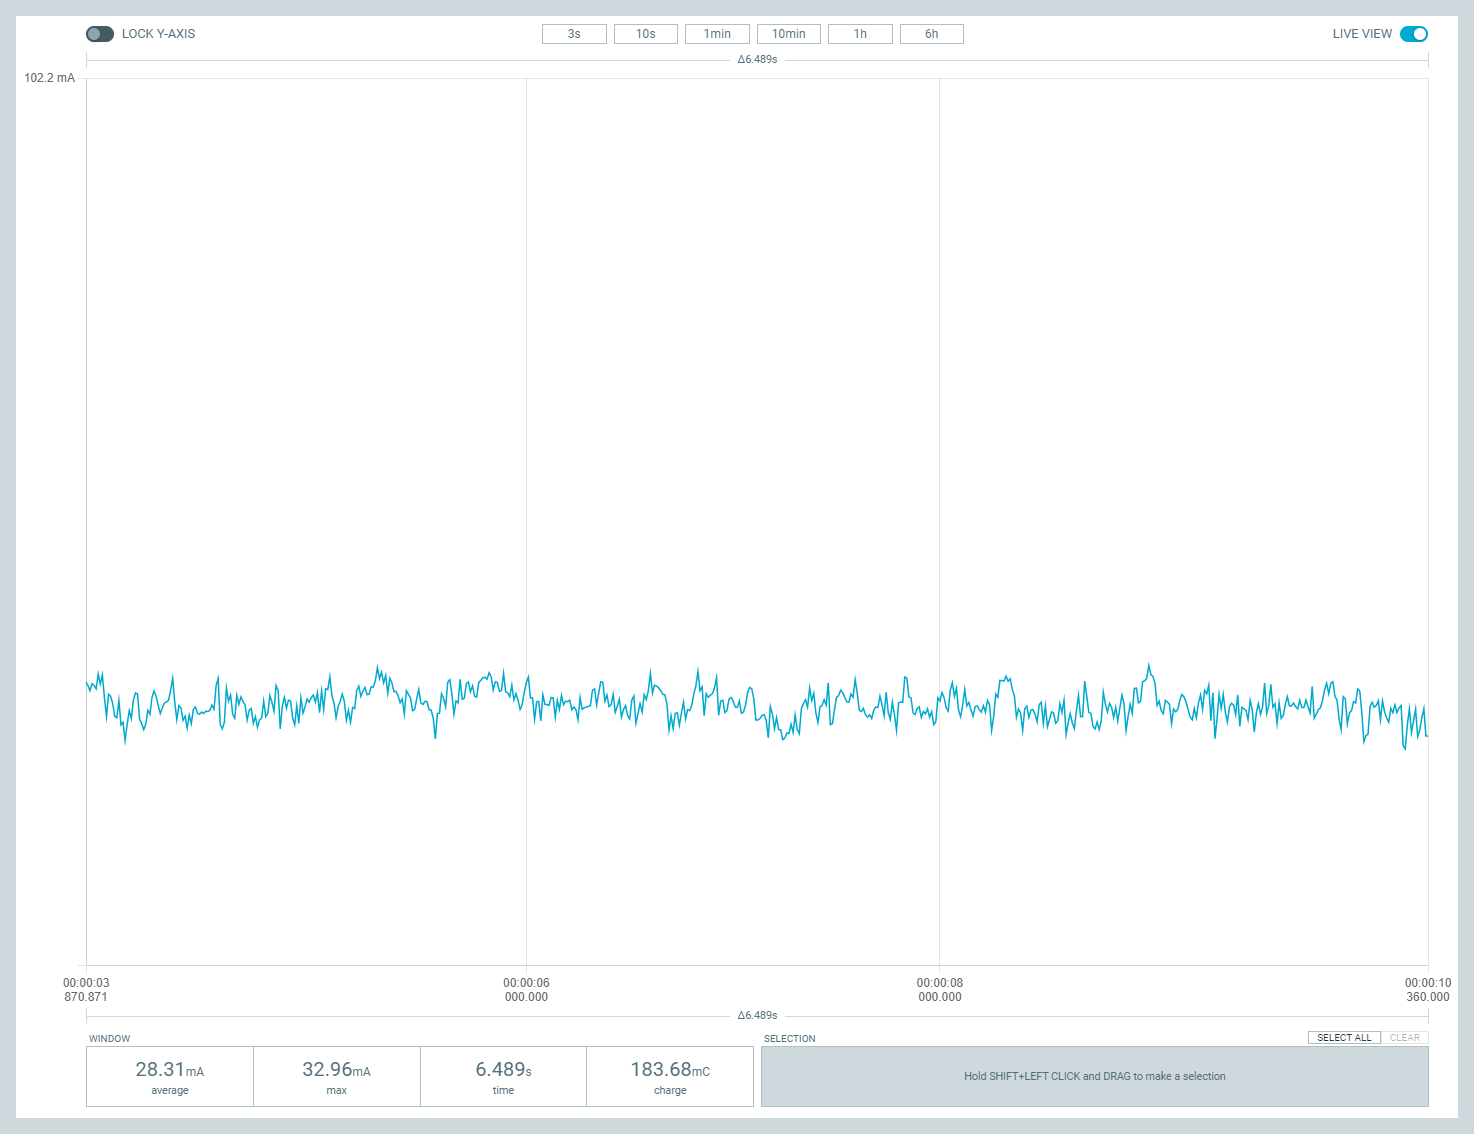 LOCK Y-AXIS 3s 10s 1min 10min 1h 6h LIVE VIEW
Δ6.489s
102.2 mA
00:00:03 00:00:06 00:00:08 00:00:10
870.871 000.000 000.000 360.000
Δ6.489s
WINDOW SELECTION SELECT ALL CLEAR
28.31mA 32.96mA 6.489s 183.68mC
average max time charge
Hold SHIFT+LEFT CLICK and DRAG to make a selection